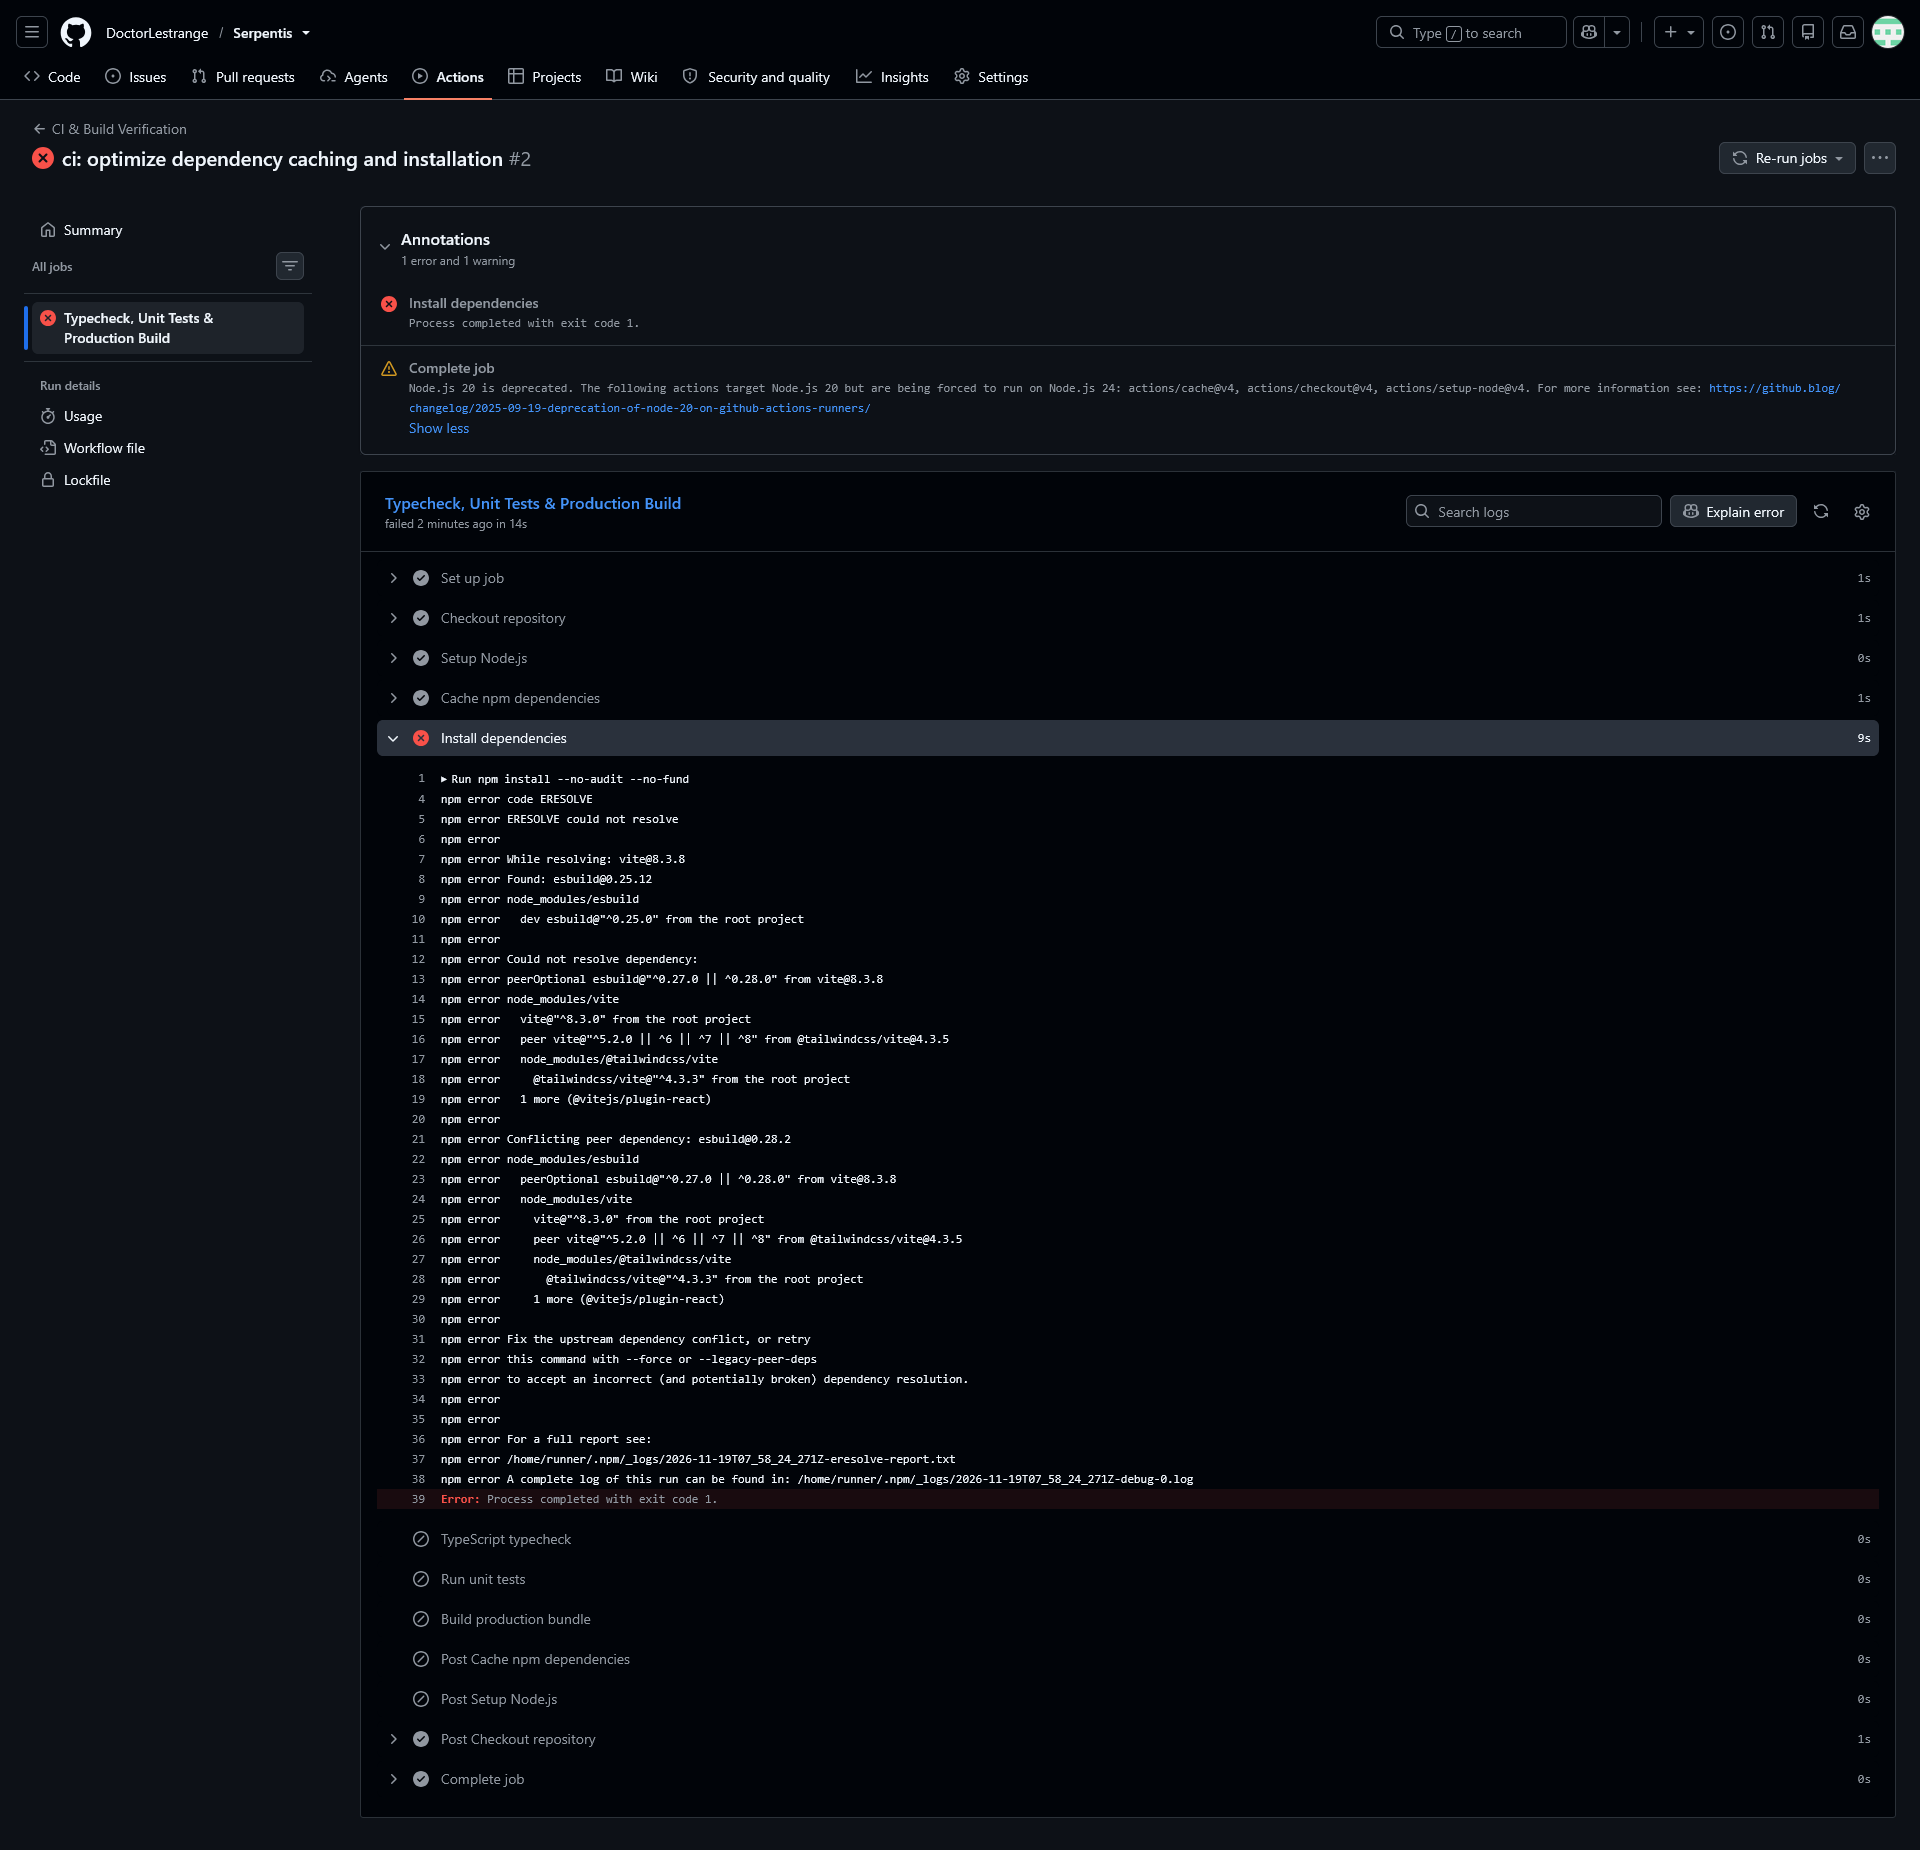 DoctorLestrange / Serpentis
Type / to search
Code
Issues
Pull requests
Agents
Actions
Projects
Wiki
Security and quality
Insights
Settings
CI & Build Verification
ci: optimize dependency caching and installation #2
Re-run jobs
Summary
All jobs
Typecheck, Unit Tests &
Production Build
Run details
Usage
Workflow file
Lockfile
Annotations
1 error and 1 warning
Install dependencies
Process completed with exit code 1.
Complete job
Node.js 20 is deprecated. The following actions target Node.js 20 but are being forced to run on Node.js 24: actions/cache@v4, actions/checkout@v4, actions/setup-node@v4. For more information see: https://github.blog/
changelog/2025-09-19-deprecation-of-node-20-on-github-actions-runners/
Show less
Typecheck, Unit Tests & Production Build
failed 2 minutes ago in 14s
Search logs
Explain error
Set up job 1s
Checkout repository 1s
Setup Node.js 0s
Cache npm dependencies 1s
Install dependencies 9s
1 Run npm install --no-audit --no-fund
4 npm error code ERESOLVE
5 npm error ERESOLVE could not resolve
6 npm error
7 npm error While resolving: vite@8.3.8
8 npm error Found: esbuild@0.25.12
9 npm error node_modules/esbuild
10 npm error   dev esbuild@"^0.25.0" from the root project
11 npm error
12 npm error Could not resolve dependency:
13 npm error peerOptional esbuild@"^0.27.0 || ^0.28.0" from vite@8.3.8
14 npm error node_modules/vite
15 npm error   vite@"^8.3.0" from the root project
16 npm error   peer vite@"^5.2.0 || ^6 || ^7 || ^8" from @tailwindcss/vite@4.3.5
17 npm error   node_modules/@tailwindcss/vite
18 npm error     @tailwindcss/vite@"^4.3.3" from the root project
19 npm error   1 more (@vitejs/plugin-react)
20 npm error
21 npm error Conflicting peer dependency: esbuild@0.28.2
22 npm error node_modules/esbuild
23 npm error   peerOptional esbuild@"^0.27.0 || ^0.28.0" from vite@8.3.8
24 npm error   node_modules/vite
25 npm error     vite@"^8.3.0" from the root project
26 npm error     peer vite@"^5.2.0 || ^6 || ^7 || ^8" from @tailwindcss/vite@4.3.5
27 npm error     node_modules/@tailwindcss/vite
28 npm error       @tailwindcss/vite@"^4.3.3" from the root project
29 npm error     1 more (@vitejs/plugin-react)
30 npm error
31 npm error Fix the upstream dependency conflict, or retry
32 npm error this command with --force or --legacy-peer-deps
33 npm error to accept an incorrect (and potentially broken) dependency resolution.
34 npm error
35 npm error
36 npm error For a full report see:
37 npm error /home/runner/.npm/_logs/2026-11-19T07_58_24_271Z-eresolve-report.txt
38 npm error A complete log of this run can be found in: /home/runner/.npm/_logs/2026-11-19T07_58_24_271Z-debug-0.log
39 Error: Process completed with exit code 1.
TypeScript typecheck 0s
Run unit tests 0s
Build production bundle 0s
Post Cache npm dependencies 0s
Post Setup Node.js 0s
Post Checkout repository 1s
Complete job 0s